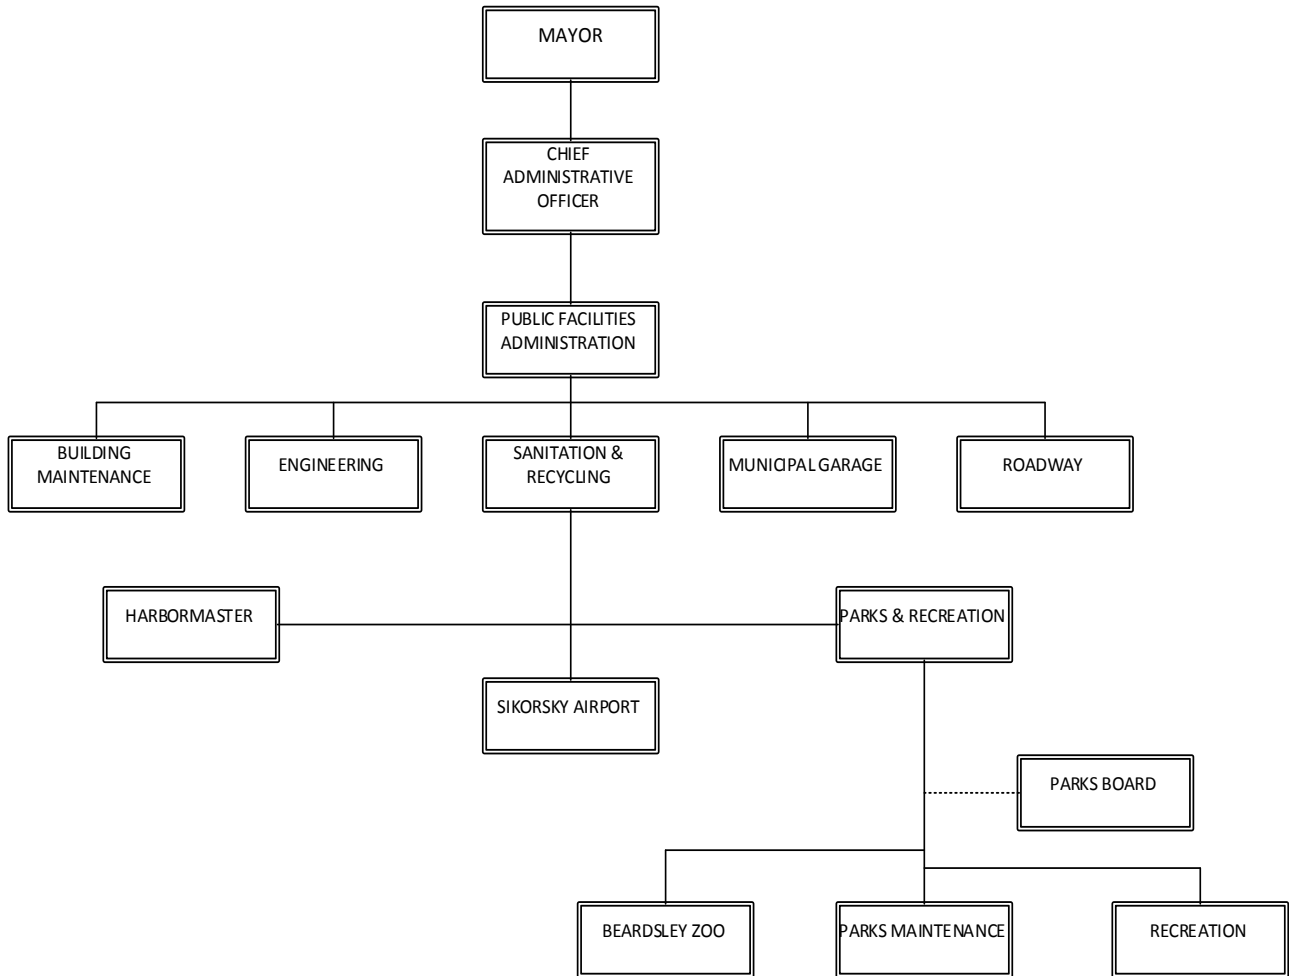 MAYOR
CHIEF
ADMINISTRATIVE
OFFICER
PUBLIC FACILITIES
ADMINISTRATION
BUILDING
MAINTENANCE
ENGINEERING
SANITATION &
RECYCLING
MUNICIPAL GARAGE
ROADWAY
HARBORMASTER
PARKS & RECREATION
SIKORSKY AIRPORT
PARKS BOARD
BEARDSLEY ZOO
PARKS MAINTENANCE
RECREATION